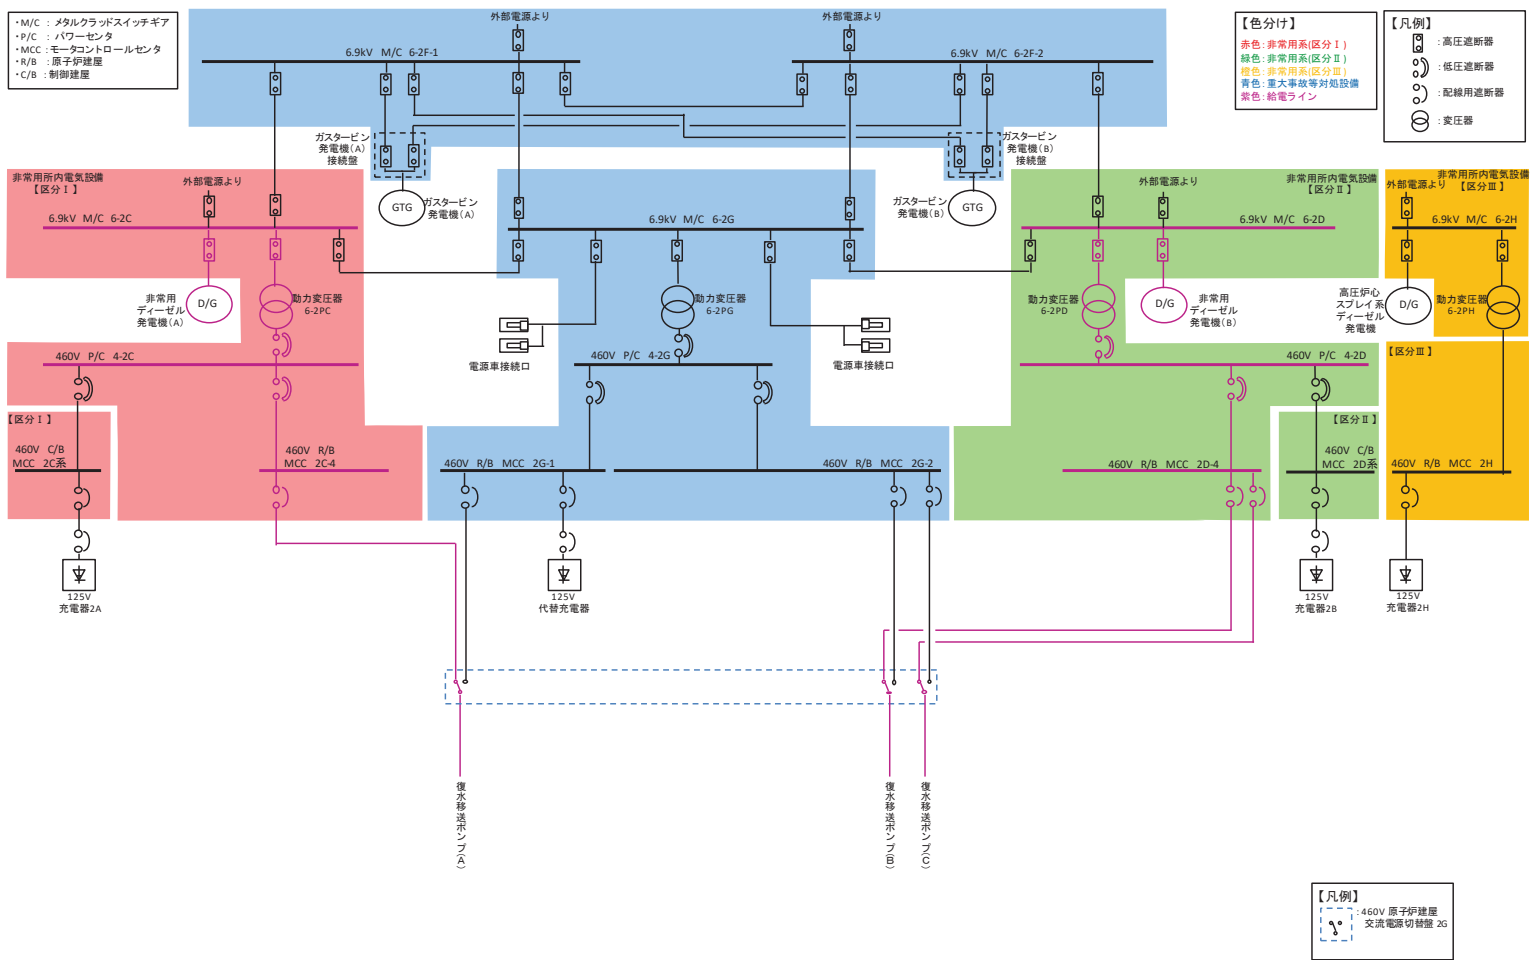 ・M/C ： メタルクラッドスイッチギア
・P/C ： パワーセンタ
・MCC：モータコントロールセンタ
・R/B ：原子炉建屋
・C/B ：制御建屋
外部電源より
外部電源より
6.9kV M/C 6-2F-1
6.9kV M/C 6-2F-2
【色分け】
赤色：非常用系(区分Ⅰ)
緑色：非常用系(区分Ⅱ)
橙色：非常用系(区分Ⅲ)
青色：重大事故等対処設備
紫色：給電ライン
【凡例】
：高圧遮断器
：低圧遮断器
：配線用遮断器
：変圧器
ガスタービン
発電機(A)
接続盤
ガスタービン
発電機(B)
接続盤
GTG
ガスタービン
発電機(A)
ガスタービン
発電機(B)
GTG
非常用所内電気設備
【区分Ⅰ】
外部電源より
6.9kV M/C 6-2C
6.9kV M/C 6-2G
外部電源より
非常用所内電気設備
【区分Ⅱ】
6.9kV M/C 6-2D
非常用所内電気設備
外部電源より 【区分Ⅲ】
6.9kV M/C 6-2H
非常用
ディーゼル
発電機(A)
D/G
動力変圧器
6-2PC
動力変圧器
6-2PG
動力変圧器
6-2PD
D/G
非常用
ディーゼル
発電機(B)
高圧炉心
スプレイ系
ディーゼル
発電機
D/G
動力変圧器
6-2PH
電源車接続口
電源車接続口
460V P/C 4-2C
460V P/C 4-2G
460V P/C 4-2D
【区分Ⅲ】
【区分Ⅰ】
【区分Ⅱ】
460V C/B
MCC 2C系
460V R/B
MCC 2C-4
460V R/B MCC 2G-1
460V R/B MCC 2G-2
460V R/B MCC 2D-4
460V C/B
MCC 2D系
460V R/B MCC 2H
125V
充電器2A
125V
代替充電器
125V
充電器2B
125V
充電器2H
復水移送ポンプ(A)
復水移送ポンプ(B)
復水移送ポンプ(C)
【凡例】
：460V 原子炉建屋
交流電源切替盤 2G